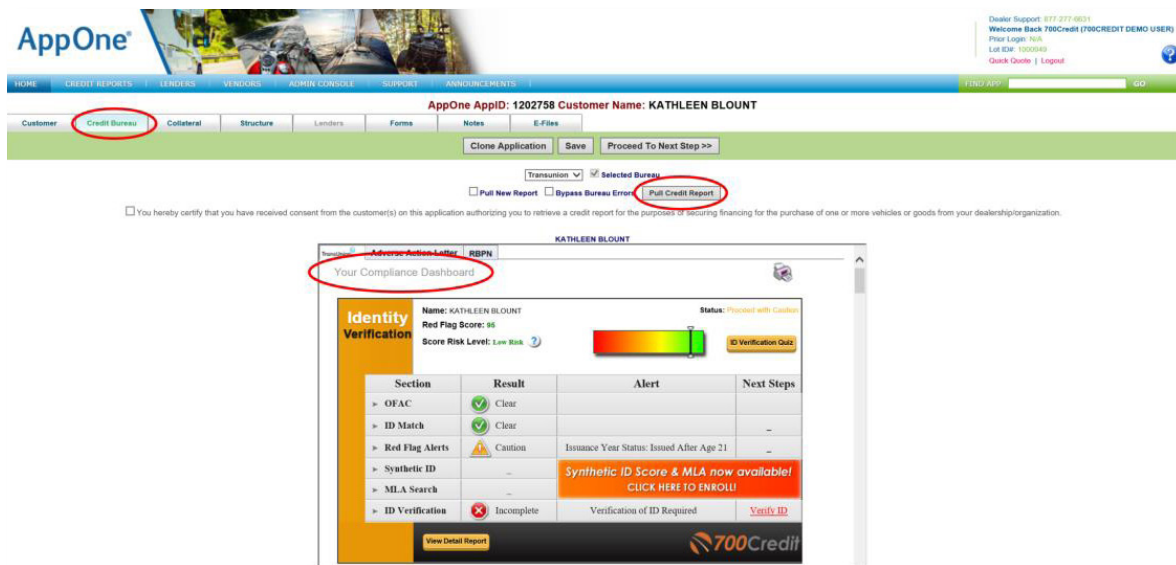 AppOne®
Dealer Support: 877-277-6631
Welcome Back 700Credit (700CREDIT DEMO USER)
Prior Login: N/A
Lot ID#: 1000949
Quick Quote | Logout
HOME CREDIT REPORTS LENDERS VENDORS ADMIN CONSOLE SUPPORT ANNOUNCEMENTS FIND APP GO
AppOne AppID: 1202758 Customer Name: KATHLEEN BLOUNT
Customer Credit Bureau Collateral Structure Lenders Forms Notes E-Files
Clone Application Save Proceed To Next Step >>
Transunion Selected Bureau
Pull New Report Bypass Bureau Errors Pull Credit Report
You hereby certify that you have received consent from the customer(s) on this application authorizing you to retrieve a credit report for the purposes of securing financing for the purchase of one or more vehicles or goods from your dealership/organization.
KATHLEEN BLOUNT
TransUnion Adverse Action Letter RBPN
Your Compliance Dashboard
Identity Verification
Name: KATHLEEN BLOUNT Status: Proceed with Caution
Red Flag Score: 95
Score Risk Level: Low Risk ? ID Verification Quiz
Section Result Alert Next Steps
OFAC Clear
ID Match Clear _
Red Flag Alerts Caution Issuance Year Status: Issued After Age 21 _
Synthetic ID _ Synthetic ID Score & MLA now available!
MLA Search _ CLICK HERE TO ENROLL!
ID Verification Incomplete Verification of ID Required Verify ID
View Detail Report 700Credit